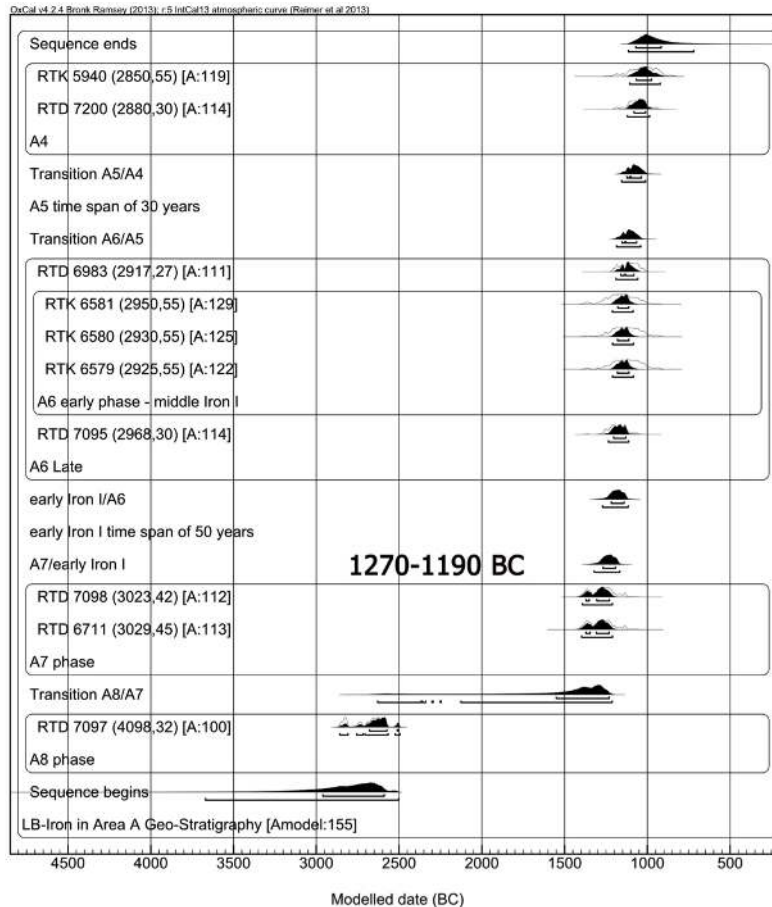 OxCal v4.2.4 Bronk Ramsey (2013); r:5 IntCal13 atmospheric curve (Reimer et al 2013)
Sequence ends
RTK 5940 (2850,55) [A:119]
RTD 7200 (2880,30) [A:114]
A4
Transition A5/A4
A5 time span of 30 years
Transition A6/A5
RTD 6983 (2917,27) [A:111]
RTK 6581 (2950,55) [A:129]
RTK 6580 (2930,55) [A:125]
RTK 6579 (2925,55) [A:122]
A6 early phase - middle Iron I
RTD 7095 (2968,30) [A:114]
A6 Late
early Iron I/A6
early Iron I time span of 50 years
A7/early Iron I 1270-1190 BC
RTD 7098 (3023,42) [A:112]
RTD 6711 (3029,45) [A:113]
A7 phase
Transition A8/A7
RTD 7097 (4098,32) [A:100]
A8 phase
Sequence begins
LB-Iron in Area A Geo-Stratigraphy [Amodel:155]
4500 4000 3500 3000 2500 2000 1500 1000 500
Modelled date (BC)